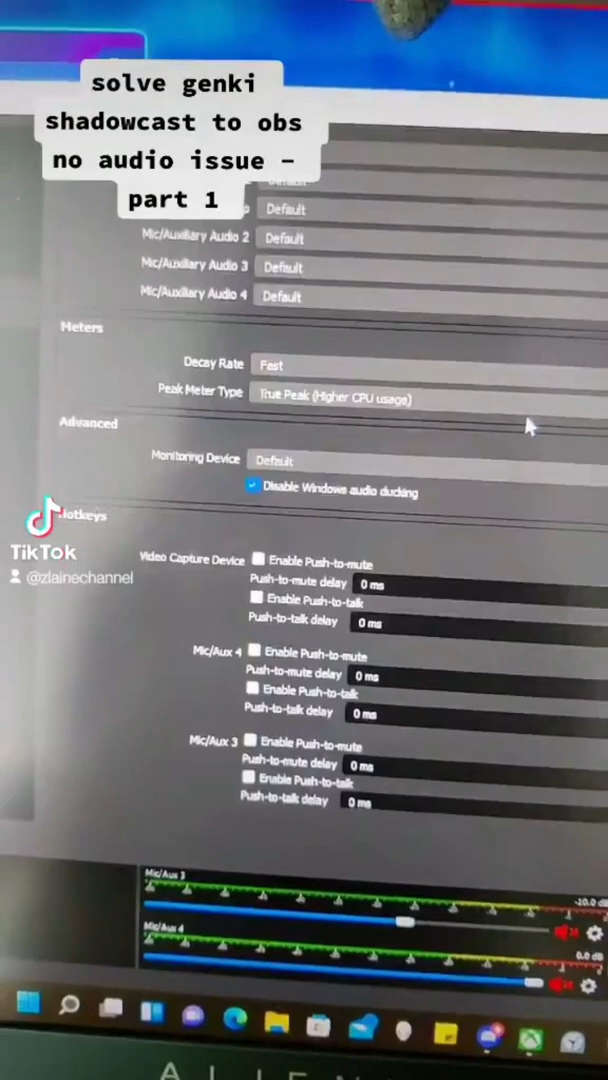 solve genki
shadowcast to obs
no audio issue -
part 1
Default
Default
Mic/Auxiliary Audio 2 Default
Mic/Auxiliary Audio 3 Default
Mic/Auxiliary Audio 4 Default
Meters
Decay Rate Fast
Peak Meter Type True Peak (Higher CPU usage)
Advanced
Monitoring Device Default
Disable Windows audio ducking
Hotkeys
TikTok
@zlainechannel
Video Capture Device Enable Push-to-mute
Push-to-mute delay 0 ms
Enable Push-to-talk
Push-to-talk delay 0 ms
Mic/Aux 4 Enable Push-to-mute
Push-to-mute delay 0 ms
Enable Push-to-talk
Push-to-talk delay 0 ms
Mic/Aux 3 Enable Push-to-mute
Push-to-mute delay 0 ms
Enable Push-to-talk
Push-to-talk delay 0 ms
Mic/Aux 3
-10.0 dB
Mic/Aux 4
0.0 dB
A L I E N